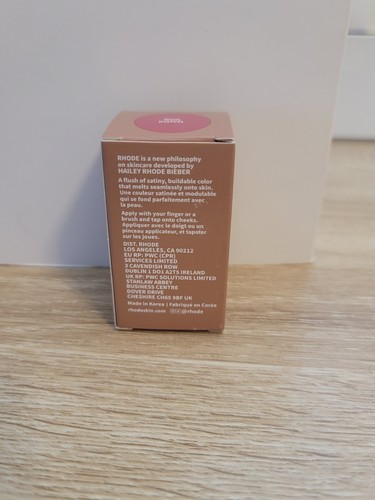 RHODE is a new philosophy
on skincare developed by
HAILEY RHODE BIEBER
A flush of satiny, buildable color
that melts seamlessly onto skin.
Une couleur satinée et modulable
qui se fond parfaitement avec
la peau.
Apply with your finger or a
brush and tap onto cheeks.
Appliquer avec le doigt ou un
pinceau applicateur, et tapoter
sur les joues.
DIST. RHODE
LOS ANGELES, CA 90212
EU RP: PWC (CPR)
SERVICES LIMITED
3 CAVENDISH ROW
DUBLIN 1 DO1 A2T5 IRELAND
UK RP: PWC SOLUTIONS LIMITED
STANLAW ABBEY
BUSINESS CENTRE
DOVER DRIVE
CHESHIRE CH65 9BF UK
Made in Korea | Fabriqué en Corée
rhodeskin.com @rhode